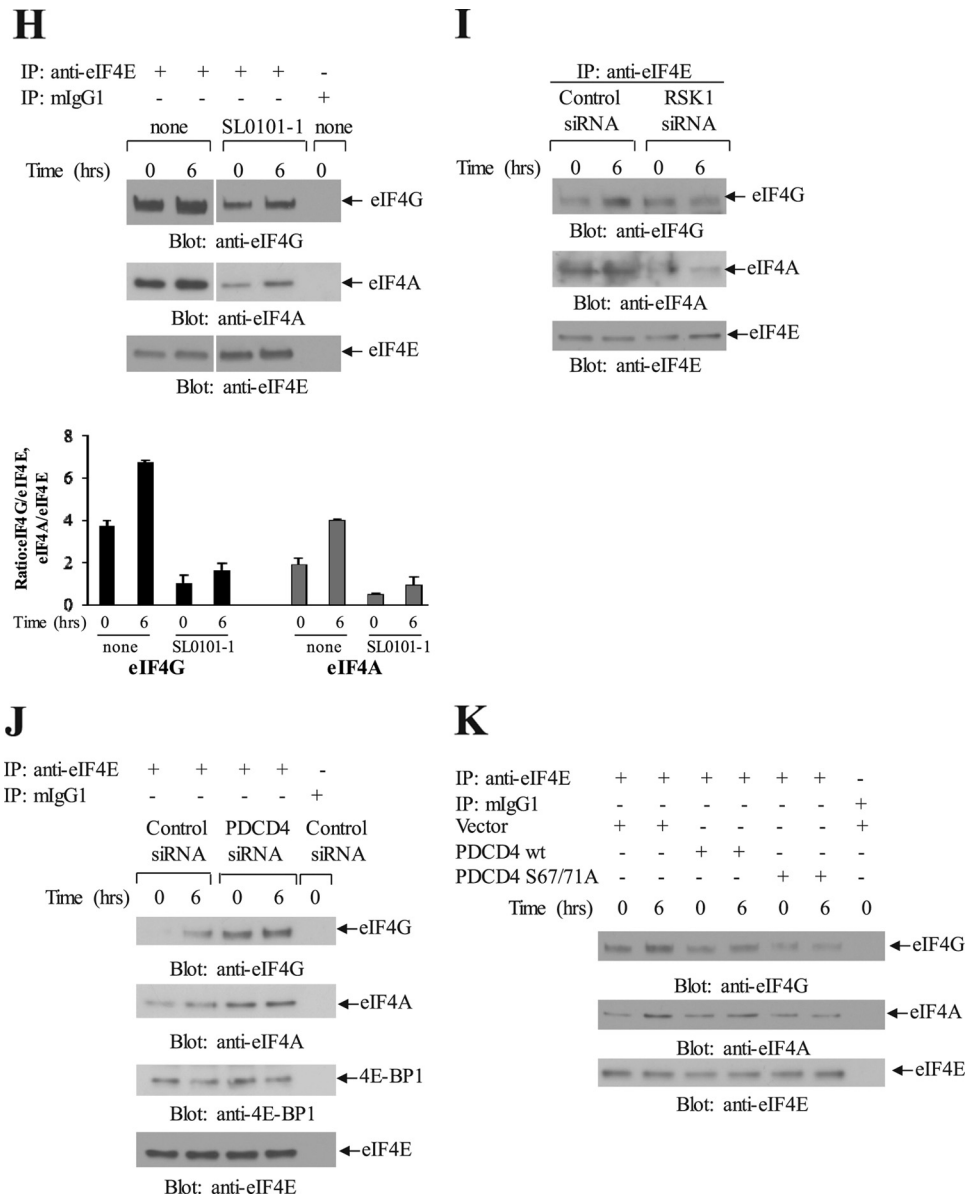 H
IP: anti-eIF4E + + + + -
IP: mIgG1 - - - - +
none SL0101-1 none
Time (hrs) 0 6 0 6 0
eIF4G
Blot: anti-eIF4G
eIF4A
Blot: anti-eIF4A
eIF4E
Blot: anti-eIF4E
Ratio:eIF4G/eIF4E,
eIF4A/eIF4E
8
6
4
2
0
Time (hrs) 0 6 0 6 0 6 0 6
none SL0101-1 none SL0101-1
eIF4G eIF4A
I
IP: anti-eIF4E
Control RSK1
siRNA siRNA
Time (hrs) 0 6 0 6
eIF4G
Blot: anti-eIF4G
eIF4A
Blot: anti-eIF4A
eIF4E
Blot: anti-eIF4E
J
IP: anti-eIF4E + + + + -
IP: mIgG1 - - - - +
Control PDCD4 Control
siRNA siRNA siRNA
Time (hrs) 0 6 0 6 0
eIF4G
Blot: anti-eIF4G
eIF4A
Blot: anti-eIF4A
4E-BP1
Blot: anti-4E-BP1
eIF4E
Blot: anti-eIF4E
K
IP: anti-eIF4E + + + + + + -
IP: mIgG1 - - - - - - +
Vector + + - - - - +
PDCD4 wt - - + + - - -
PDCD4 S67/71A - - - - + + -
Time (hrs) 0 6 0 6 0 6 0
eIF4G
Blot: anti-eIF4G
eIF4A
Blot: anti-eIF4A
eIF4E
Blot: anti-eIF4E